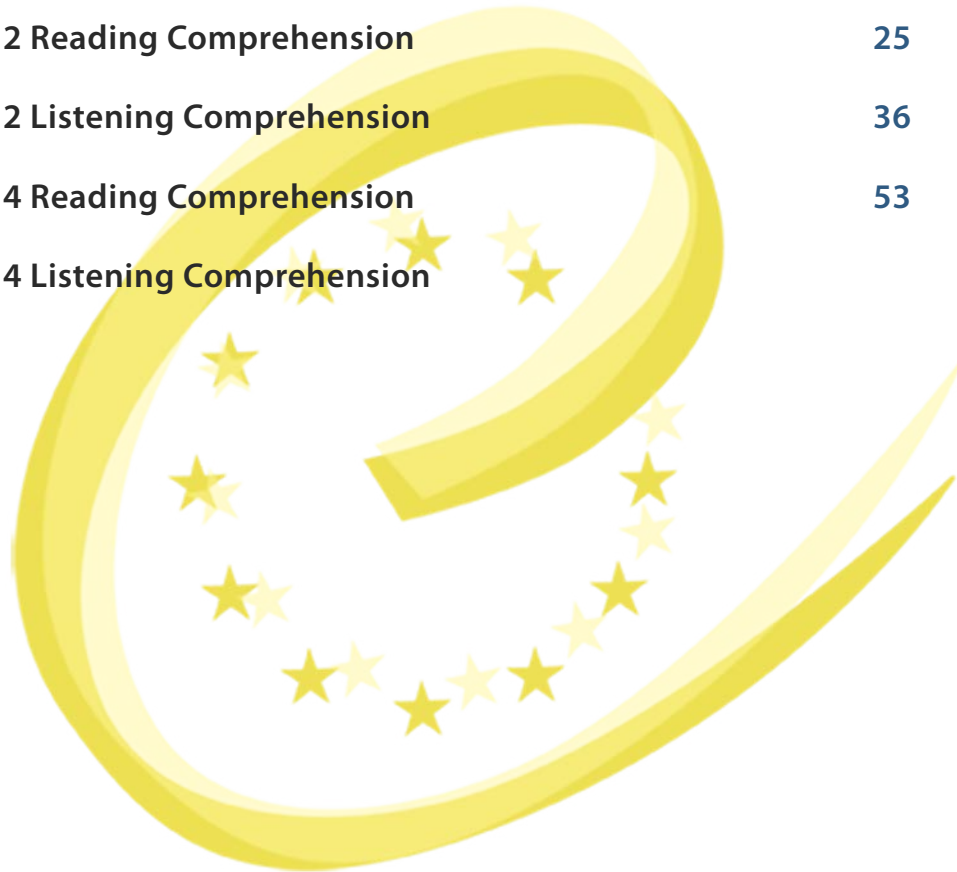 2 Reading Comprehension 25
2 Listening Comprehension 36
4 Reading Comprehension 53
4 Listening Comprehension